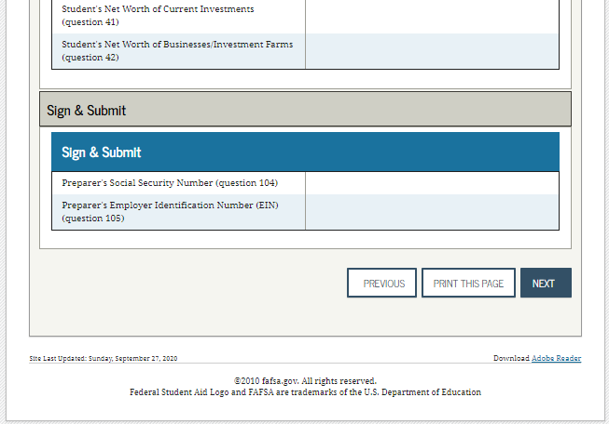 Student's Net Worth of Current Investments
(question 41)
Student's Net Worth of Businesses/Investment Farms
(question 42)
Sign & Submit
Sign & Submit
Preparer's Social Security Number (question 104)
Preparer's Employer Identification Number (EIN)
(question 105)
PREVIOUS PRINT THIS PAGE NEXT
Site Last Updated: Sunday, September 27, 2020 Download Adobe Reader
©2010 fafsa.gov. All rights reserved.
Federal Student Aid Logo and FAFSA are trademarks of the U.S. Department of Education